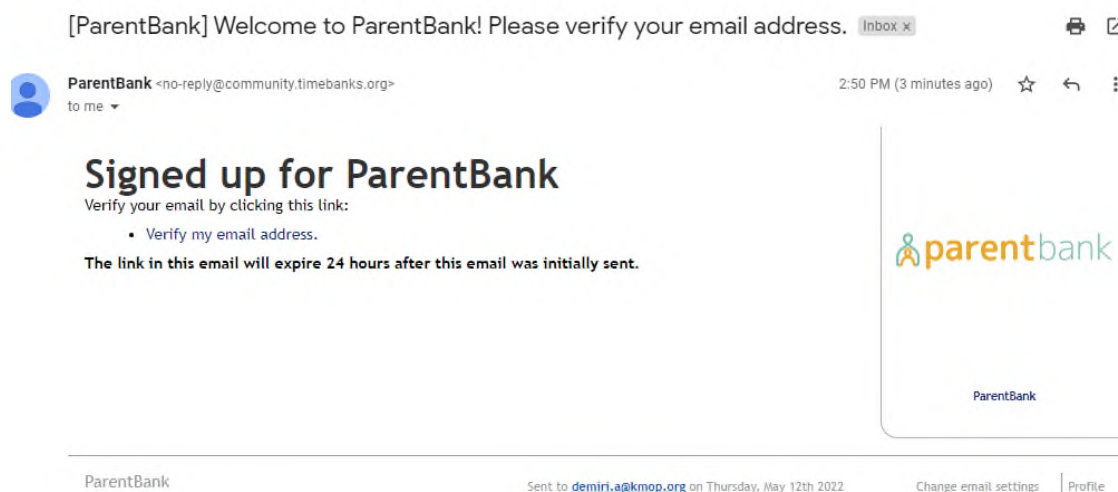 [ParentBank] Welcome to ParentBank! Please verify your email address. Inbox x
ParentBank <no-reply@community.timebanks.org> 2:50 PM (3 minutes ago)
to me
Signed up for ParentBank
Verify your email by clicking this link:
• Verify my email address.
The link in this email will expire 24 hours after this email was initially sent.
parentbank
ParentBank
ParentBank Sent to demiri.a@kmop.org on Thursday, May 12th 2022 Change email settings Profile